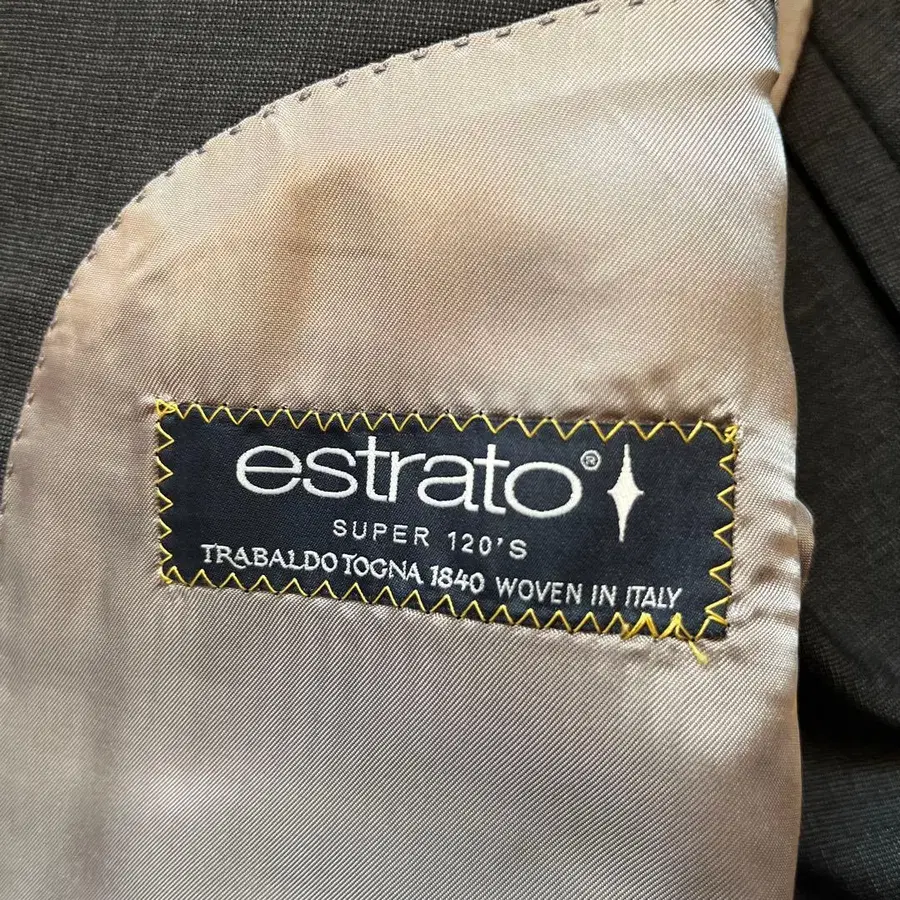 estrato®
SUPER 120'S
TRABALDO TOGNA 1840 WOVEN IN ITALY